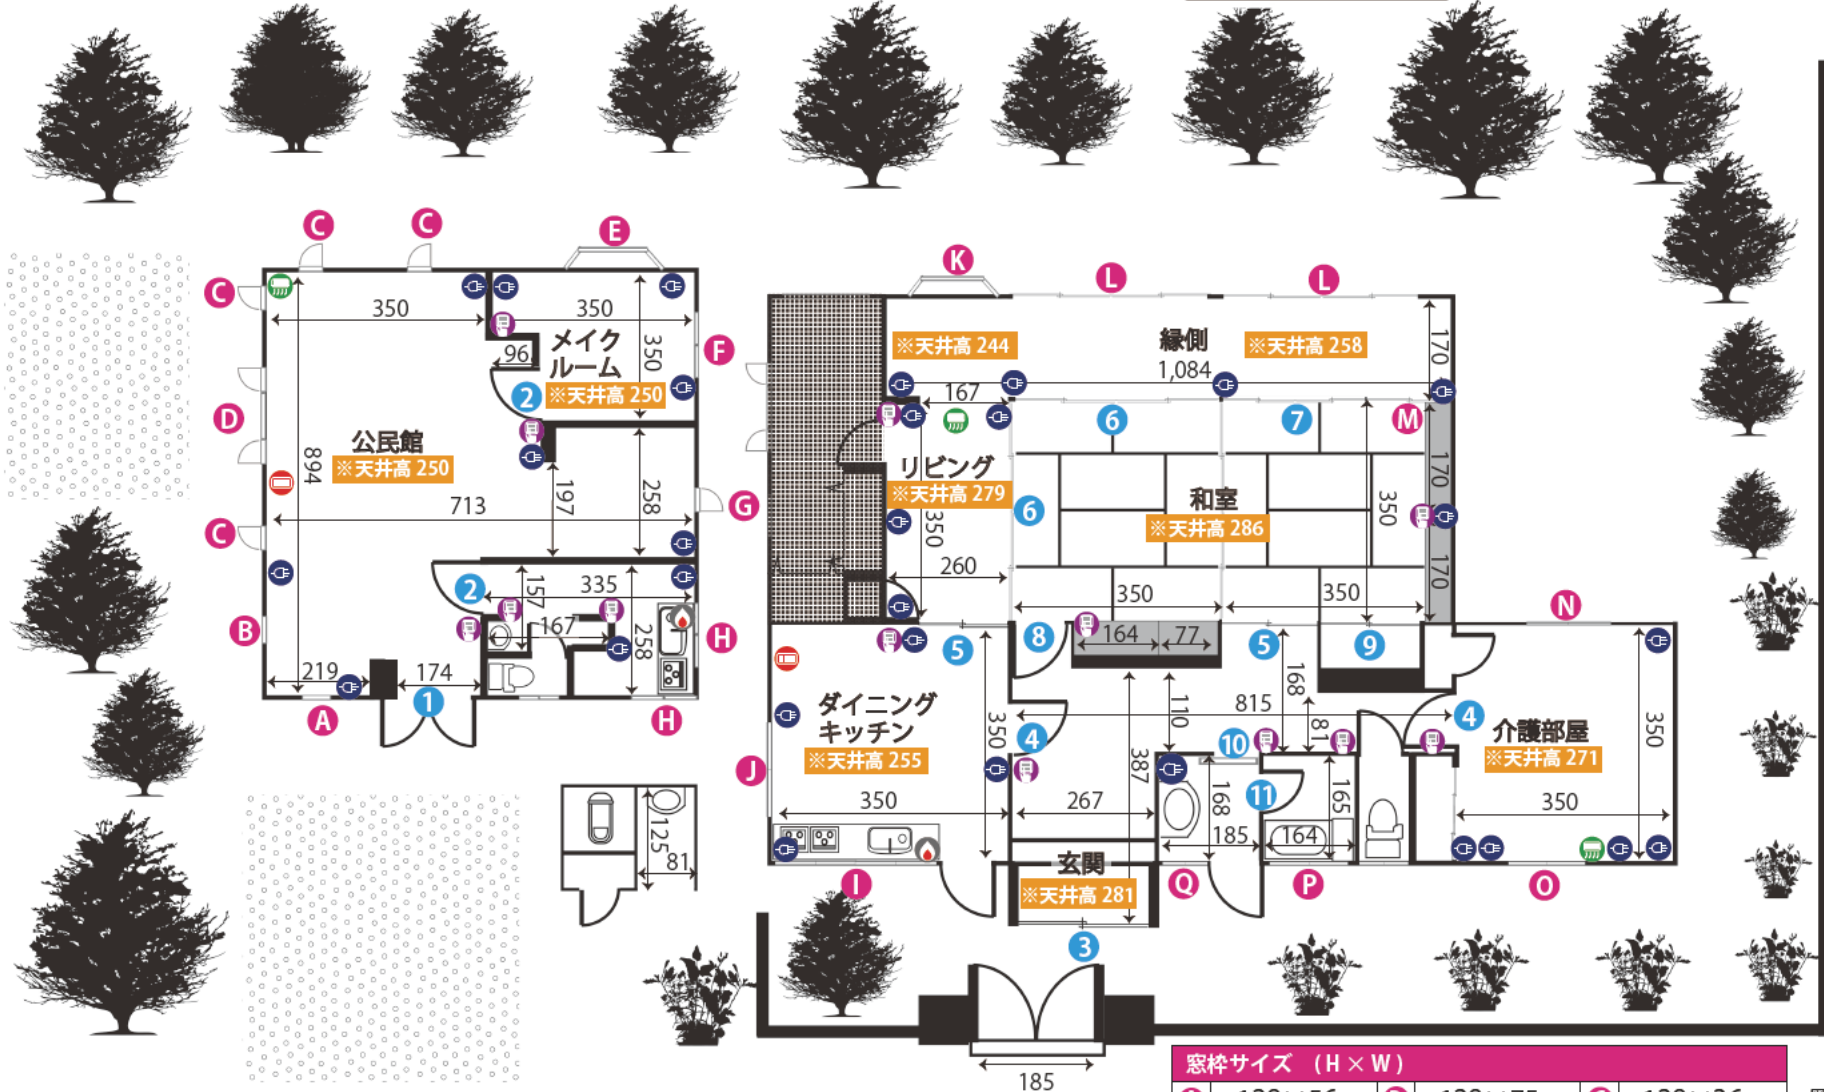 C
C
E
C
350
350
メイク
ルーム
96
350
F
2
※天井高 250
D
公民館
※天井高 250
894
713
197
258
G
C
2
157
335
B
167
258
H
219
174
1
A
H
125
81
K
L
L
※天井高 244
縁側
※天井高 258
1,084
170
167
6
7
M
リビング
※天井高 279
350
6
和室
※天井高 286
350
170
170
260
350
350
N
5
8
164
77
5
9
168
ダイニング
キッチン
※天井高 255
350
4
110
815
81
4
介護部屋
※天井高 271
350
10
J
387
350
267
168
11
165
350
185
164
玄関
※天井高 281
I
Q
P
O
3
185
窓枠サイズ (H×W)